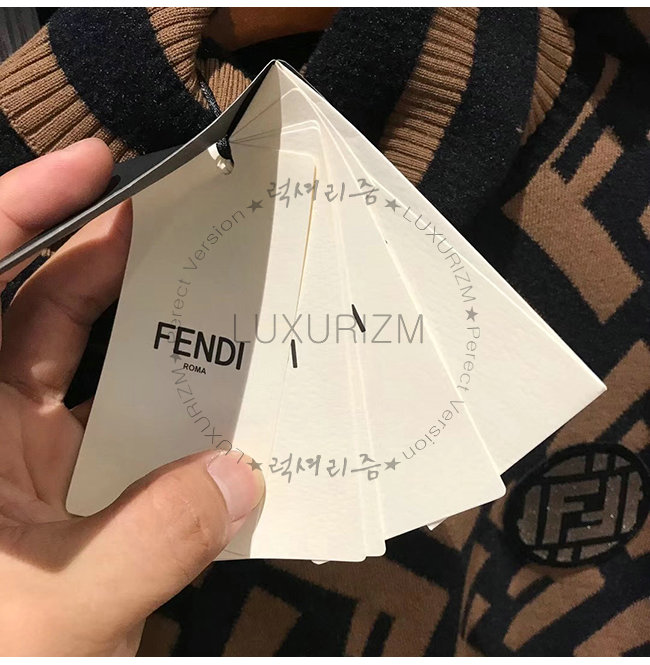 ★럭셔리즘★
LUXURIZM★Perect Version
LUXURIZM★Perect Version
LUXURIZM
FENDI
ROMA
★럭셔리즘★